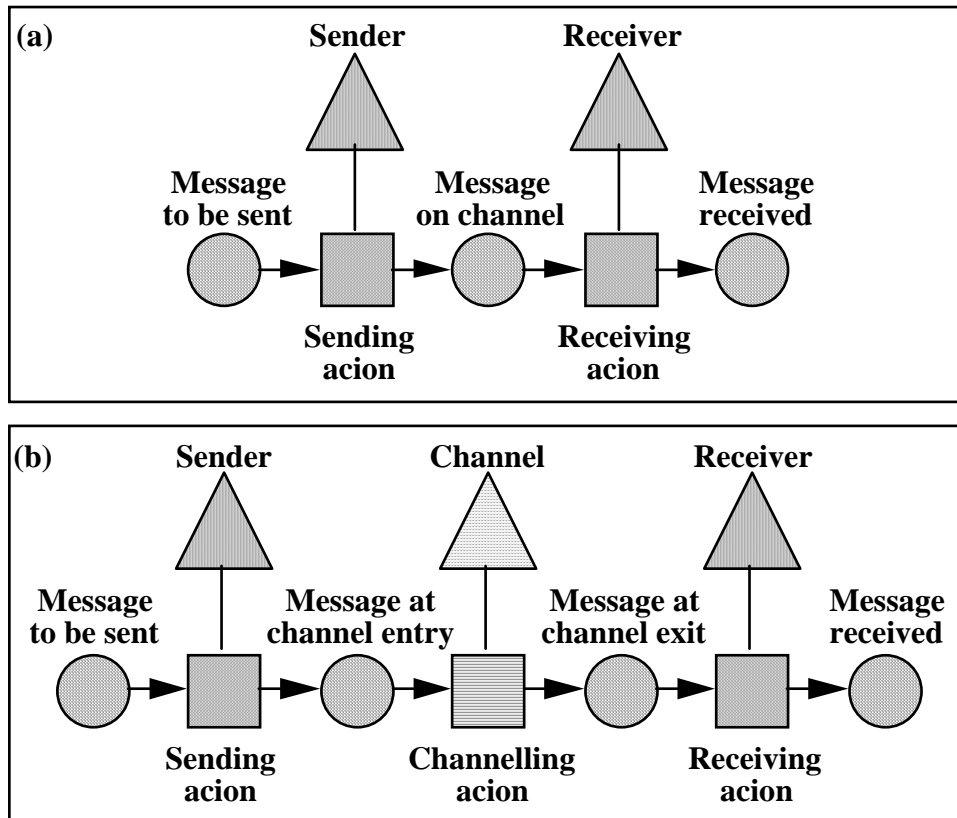 (a)
Sender
Receiver
Message
to be sent
Message
on channel
Message
received
Sending
acion
Receiving
acion
(b)
Sender
Channel
Receiver
Message
to be sent
Message at
channel entry
Message at
channel exit
Message
received
Sending
acion
Channelling
acion
Receiving
acion